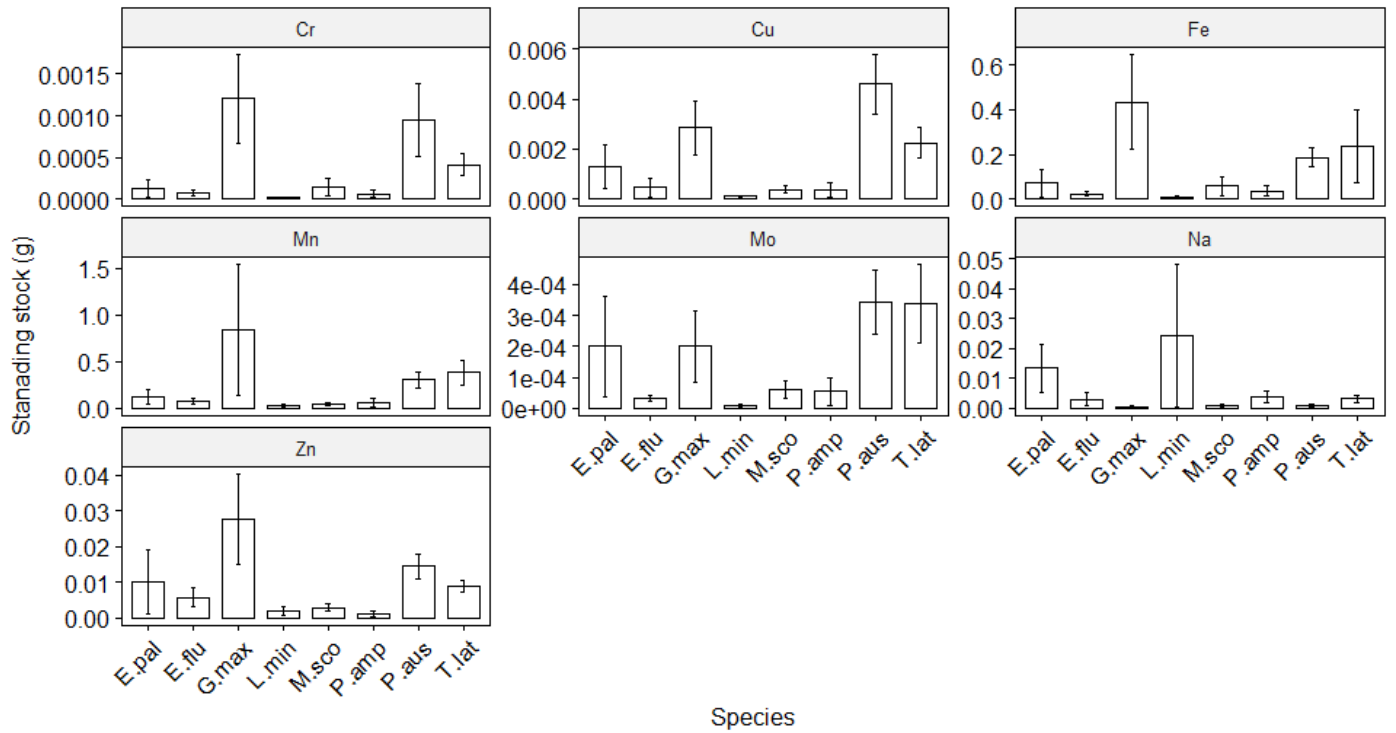 Cr
Cu
Fe
0.0015
0.0010
0.0005
0.0000
0.006
0.004
0.002
0.000
0.6
0.4
0.2
0.0
Mn
Mo
Na
1.5
1.0
0.5
0.0
4e-04
3e-04
2e-04
1e-04
0e+00
0.05
0.04
0.03
0.02
0.01
0.00
E.pal E.flu G.max L.min M.sco P.amp P.aus T.lat
E.pal E.flu G.max L.min M.sco P.amp P.aus T.lat
Zn
0.04
0.03
0.02
0.01
0.00
E.pal E.flu G.max L.min M.sco P.amp P.aus T.lat
Stanading stock (g)
Species